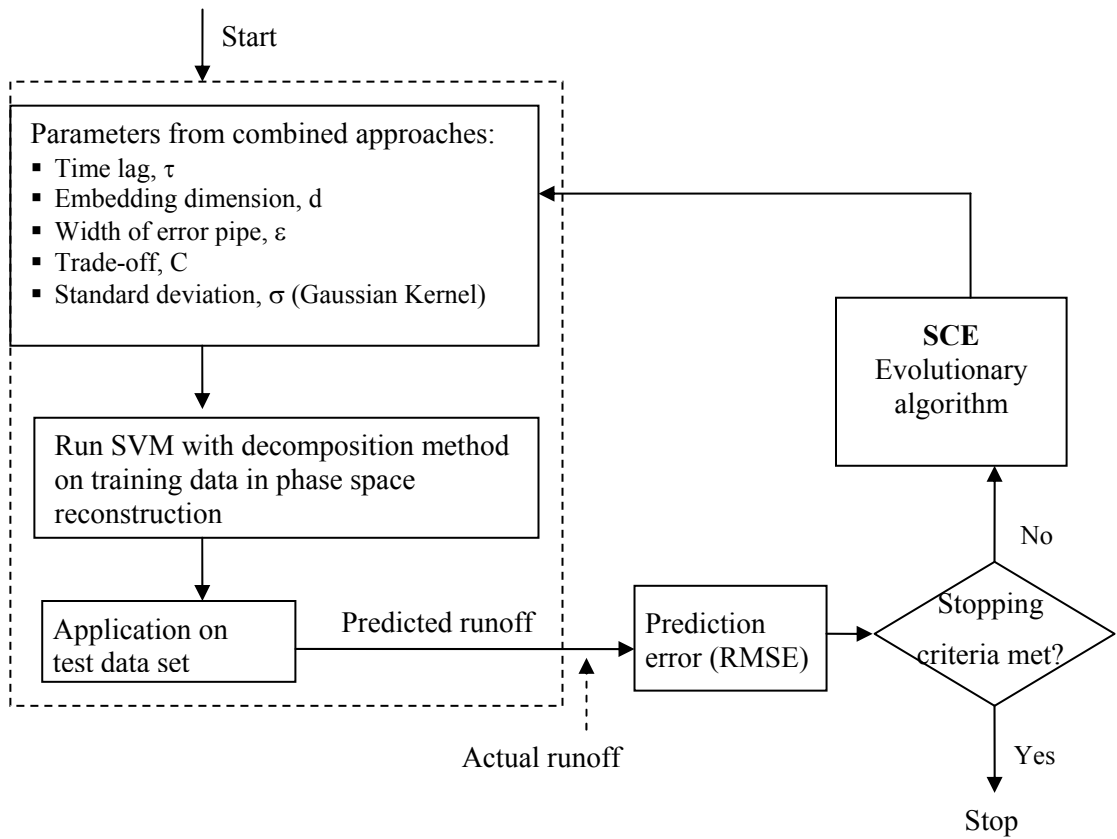 Start
Parameters from combined approaches:
▪ Time lag, τ
▪ Embedding dimension, d
▪ Width of error pipe, ε
▪ Trade-off, C
▪ Standard deviation, σ (Gaussian Kernel)
SCE
Evolutionary
algorithm
Run SVM with decomposition method
on training data in phase space
reconstruction
No
Application on
test data set
Predicted runoff
Prediction
error (RMSE)
Stopping
criteria met?
Actual runoff
Yes
Stop